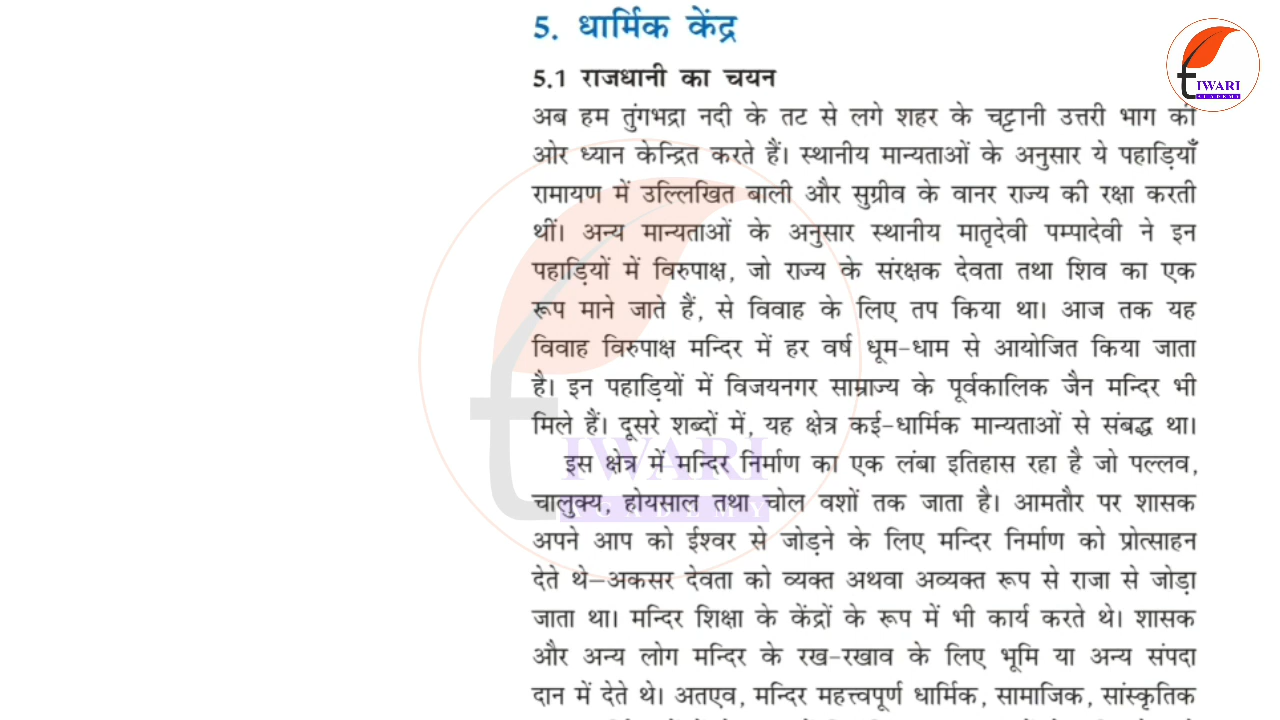 5. धार्मिक केंद्र
5.1 राजधानी का चयन
अब हम तुंगभद्रा नदी के तट से लगे शहर के चट्टानी उत्तरी भाग की
ओर ध्यान केन्द्रित करते हैं। स्थानीय मान्यताओं के अनुसार ये पहाड़ियाँ
रामायण में उल्लिखित बाली और सुग्रीव के वानर राज्य की रक्षा करती
थीं। अन्य मान्यताओं के अनुसार स्थानीय मातृदेवी पम्पादेवी ने इन
पहाड़ियों में विरुपाक्ष, जो राज्य के संरक्षक देवता तथा शिव का एक
रूप माने जाते हैं, से विवाह के लिए तप किया था। आज तक यह
विवाह विरुपाक्ष मन्दिर में हर वर्ष धूम-धाम से आयोजित किया जाता
है। इन पहाड़ियों में विजयनगर साम्राज्य के पूर्वकालिक जैन मन्दिर भी
मिले हैं। दूसरे शब्दों में, यह क्षेत्र कई-धार्मिक मान्यताओं से संबद्ध था।
इस क्षेत्र में मन्दिर निर्माण का एक लंबा इतिहास रहा है जो पल्लव,
चालुक्य, होयसाल तथा चोल वशों तक जाता है। आमतौर पर शासक
अपने आप को ईश्वर से जोड़ने के लिए मन्दिर निर्माण को प्रोत्साहन
देते थे—अकसर देवता को व्यक्त अथवा अव्यक्त रूप से राजा से जोड़ा
जाता था। मन्दिर शिक्षा के केंद्रों के रूप में भी कार्य करते थे। शासक
और अन्य लोग मन्दिर के रख-रखाव के लिए भूमि या अन्य संपदा
दान में देते थे। अतएव, मन्दिर महत्त्वपूर्ण धार्मिक, सामाजिक, सांस्कृतिक
TIWARI
ACADEMY
TIWARI
ACADEMY